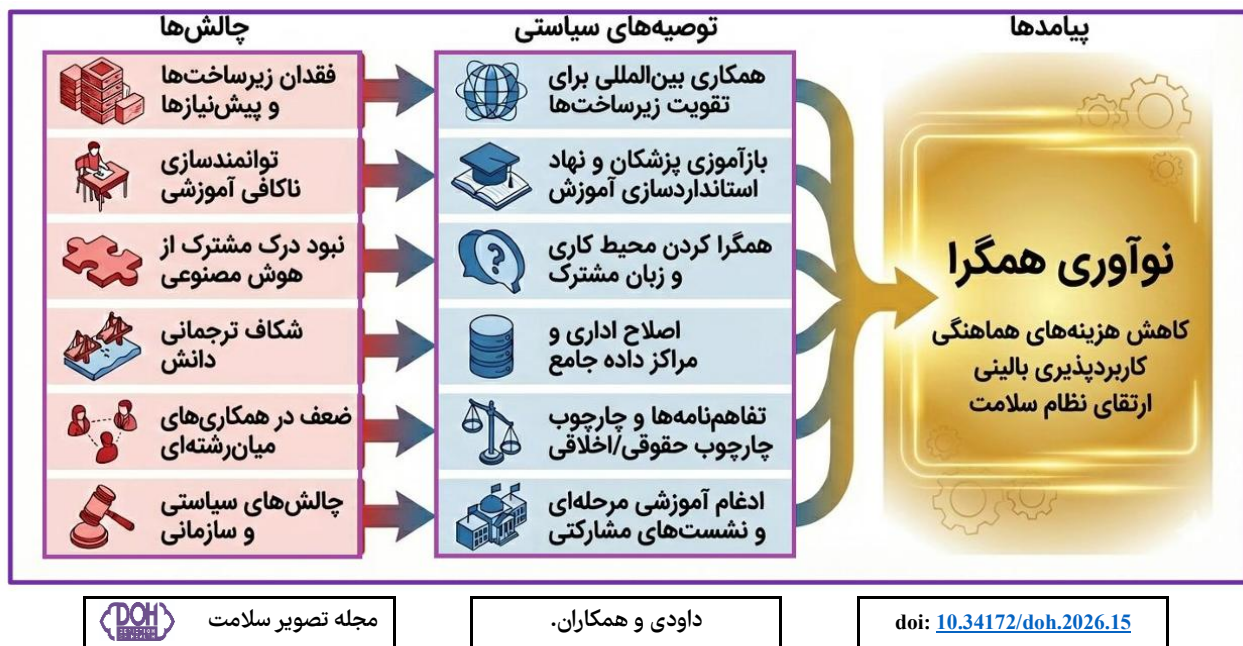 چالش‌ها
توصیه‌های سیاستی
پیامدها
فقدان زیرساخت‌ها
و پیش‌نیازها
توانمندسازی
ناکافی آموزشی
نبود درک مشترک از
هوش مصنوعی
شکاف ترجمانی
دانش
ضعف در همکاری‌های
میان‌رشته‌ای
چالش‌های سیاستی
و سازمانی
همکاری بین‌المللی برای
تقویت زیرساخت‌ها
بازآموزی پزشکان و نهاد
استانداردسازی آموزش
?
همگرا کردن محیط کاری
و زبان مشترک
اصلاح اداری و
مراکز داده جامع
تفاهم‌نامه‌ها و چارچوب
چارچوب حقوقی/اخلاقی
ادغام آموزشی مرحله‌ای
و نشست‌های مشارکتی
نوآوری همگرا
کاهش هزینه‌های هماهنگی
کاربردپذیری بالینی
ارتقای نظام سلامت
DOH
مجله تصویر سلامت
داودی و همکاران.
doi: 10.34172/doh.2026.15